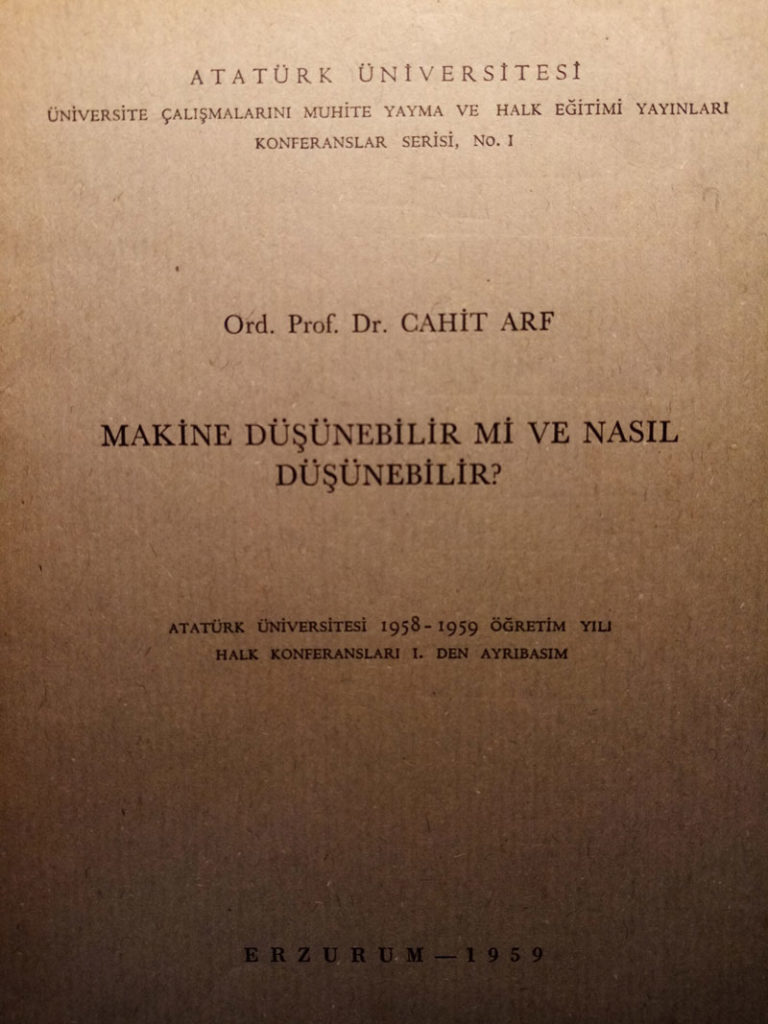 ATATÜRK ÜNİVERSİTESİ
ÜNİVERSİTE ÇALIŞMALARINI MUHİTE YAYMA VE HALK EĞİTİMİ YAYINLARI
KONFERANSLAR SERİSİ, No. I
Ord. Prof. Dr. CAHİT ARF
MAKİNE DÜŞÜNEBİLİR Mİ VE NASIL
DÜŞÜNEBİLİR?
ATATÜRK ÜNİVERSİTESİ 1958-1959 ÖĞRETİM YILI
HALK KONFERANSLARI I. DEN AYRIBASIM
ERZURUM—1959